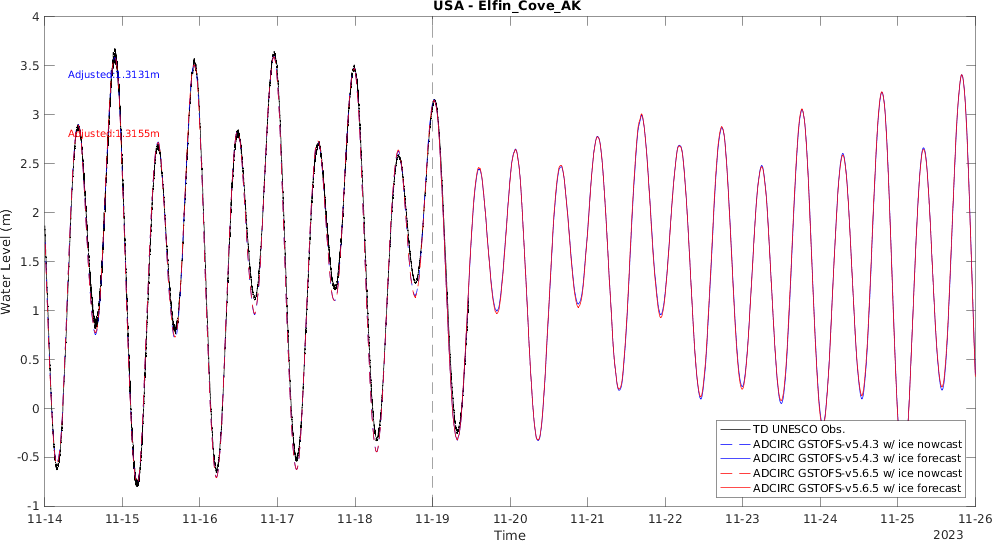 USA - Elfin_Cove_AK
4
3.5
3
2.5
2
1.5
1
0.5
0
-0.5
-1
Water Level (m)
Adjusted:1.3131m
Adjusted:1.3155m
TD UNESCO Obs.
ADCIRC GSTOFS-v5.4.3 w/ ice nowcast
ADCIRC GSTOFS-v5.4.3 w/ ice forecast
ADCIRC GSTOFS-v5.6.5 w/ ice nowcast
ADCIRC GSTOFS-v5.6.5 w/ ice forecast
11-14 11-15 11-16 11-17 11-18 11-19 11-20 11-21 11-22 11-23 11-24 11-25 11-26
Time
2023